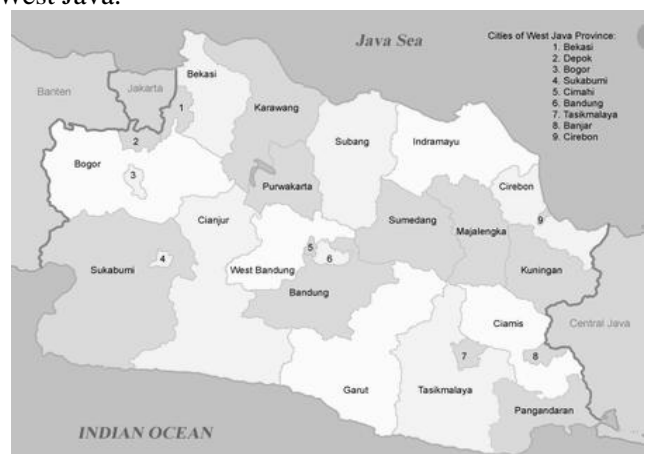 West Java.
Java Sea
Cities of West Java Province:
1. Bekasi
2. Depok
3. Bogor
4. Sukabumi
5. Cimahi
6. Bandung
7. Tasikmalaya
8. Banjar
9. Cirebon
Banten
Jakarta
Bekasi
1
Karawang
2
Bogor
3
Subang
Indramayu
Purwakarta
Cirebon
Cianjur
Sumedang
Majalengka
9
Sukabumi
4
West Bandung
5
6
Kuningan
Bandung
Ciamis
Central Java
7
8
Garut
Tasikmalaya
Pangandaran
INDIAN OCEAN